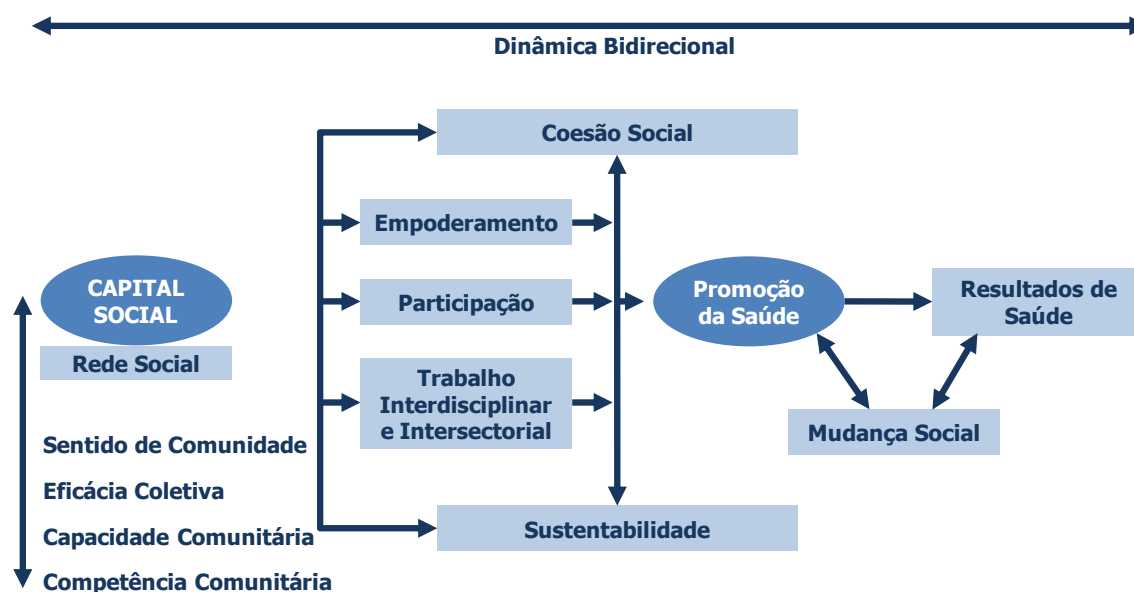 Dinâmica Bidirecional
Coesão Social
Empoderamento
CAPITAL
SOCIAL
Rede Social
Participação
Promoção
da Saúde
Resultados de
Saúde
Trabalho
Interdisciplinar
e Intersectorial
Mudança Social
Sentido de Comunidade
Eficácia Coletiva
Capacidade Comunitária
Competência Comunitária
Sustentabilidade